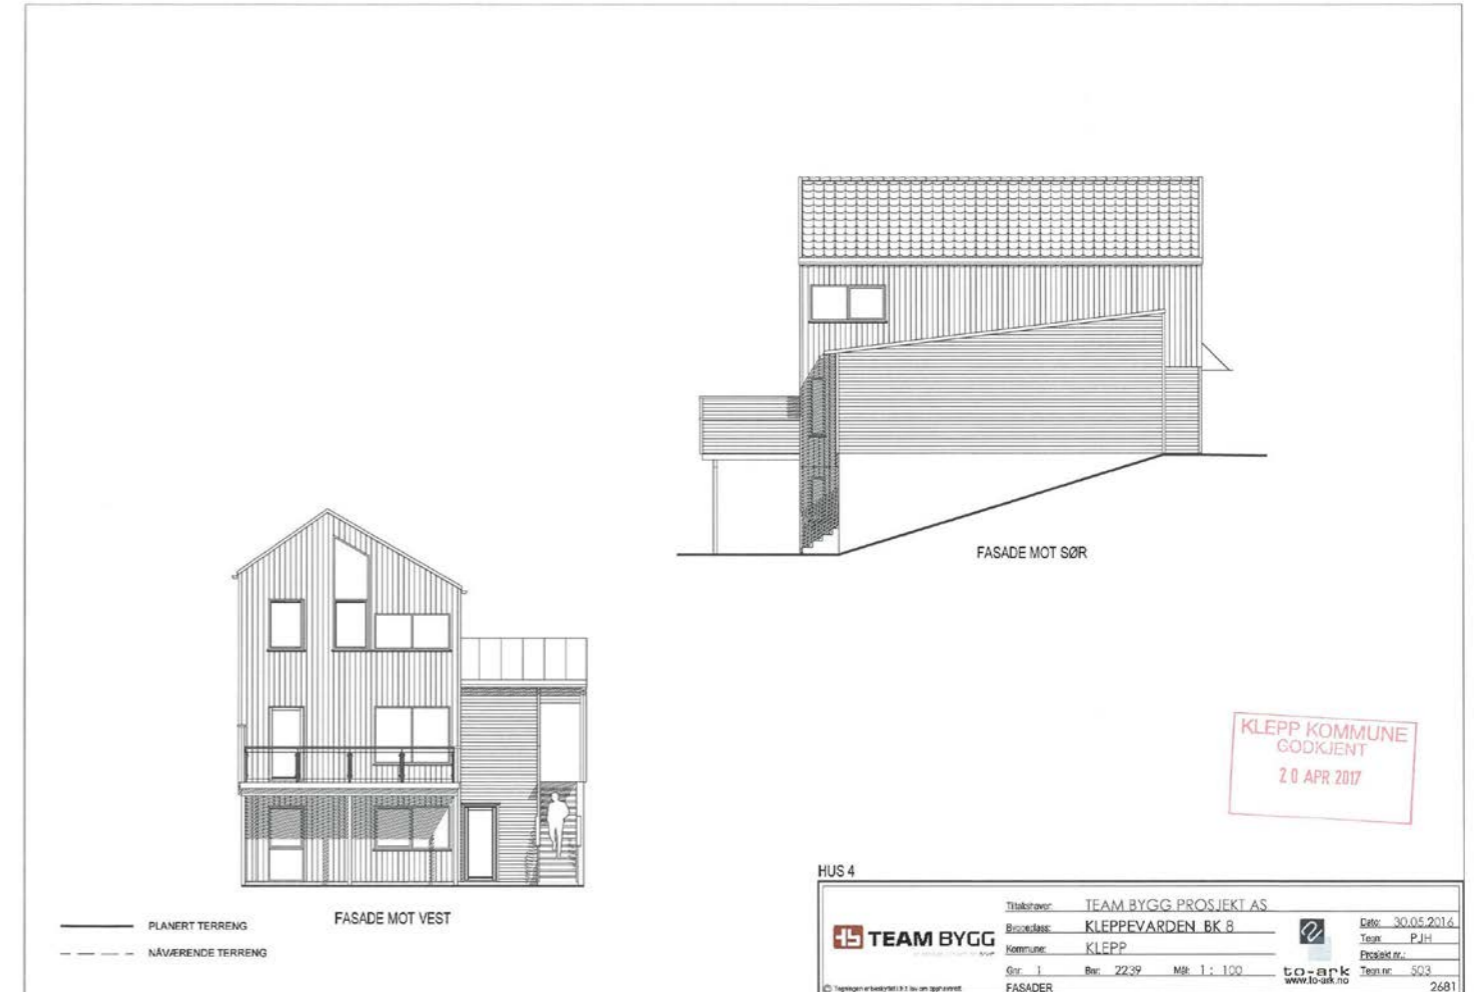 FASADE MOT SØR
KLEPP KOMMUNE
GODKJENT
20 APR 2017
FASADE MOT VEST
PLANERT TERRENG
NÅVÆRENDE TERRENG
HUS 4
TEAM BYGG
Tiltakshaver: TEAM BYGG PROSJEKT AS
Byggeplass: KLEPPEVARDEN BK 8
Kommune: KLEPP
Gnr: 1 Bnr: 2239 Mål: 1 : 100
FASADER
to-ark
www.to-ark.no
Dato: 30.05.2016
Tegn: PJH
Prosjekt nr.:
Tegn.nr: 503
2681